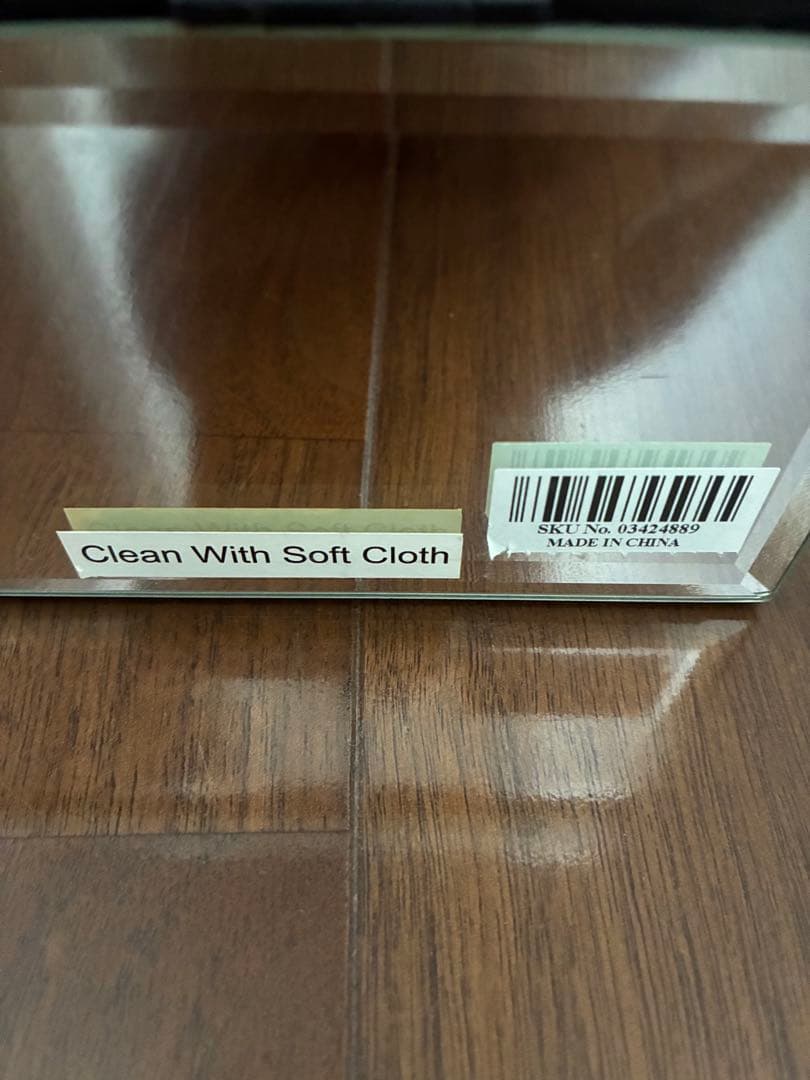 Clean With Soft Cloth
SKU No. 03424889
MADE IN CHINA